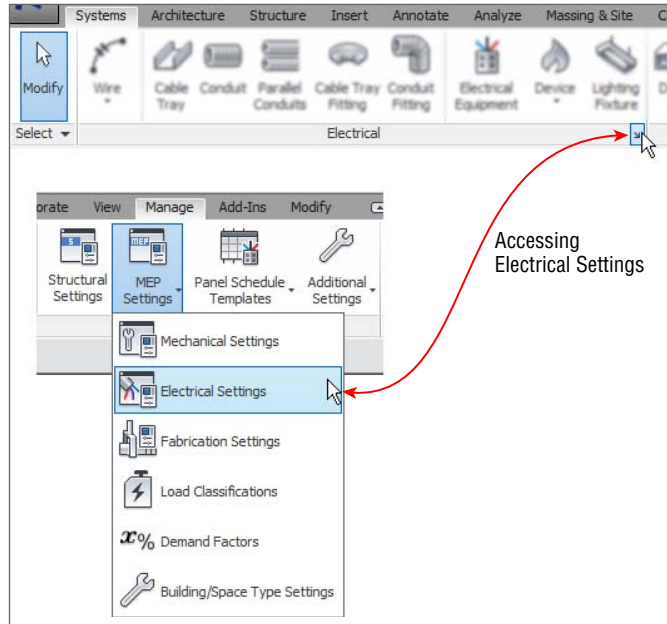 Systems Architecture Structure Insert Annotate Analyze Massing & Site
Modify
Wire
Cable Tray
Conduit
Parallel Conduits
Cable Tray Fitting
Conduit Fitting
Electrical Equipment
Device
Lighting Fixture
Select
Electrical
Accessing
Electrical Settings
orate View Manage Add-Ins Modify
Structural Settings
MEP Settings
Panel Schedule Templates
Additional Settings
Mechanical Settings
Electrical Settings
Fabrication Settings
Load Classifications
x% Demand Factors
Building/Space Type Settings